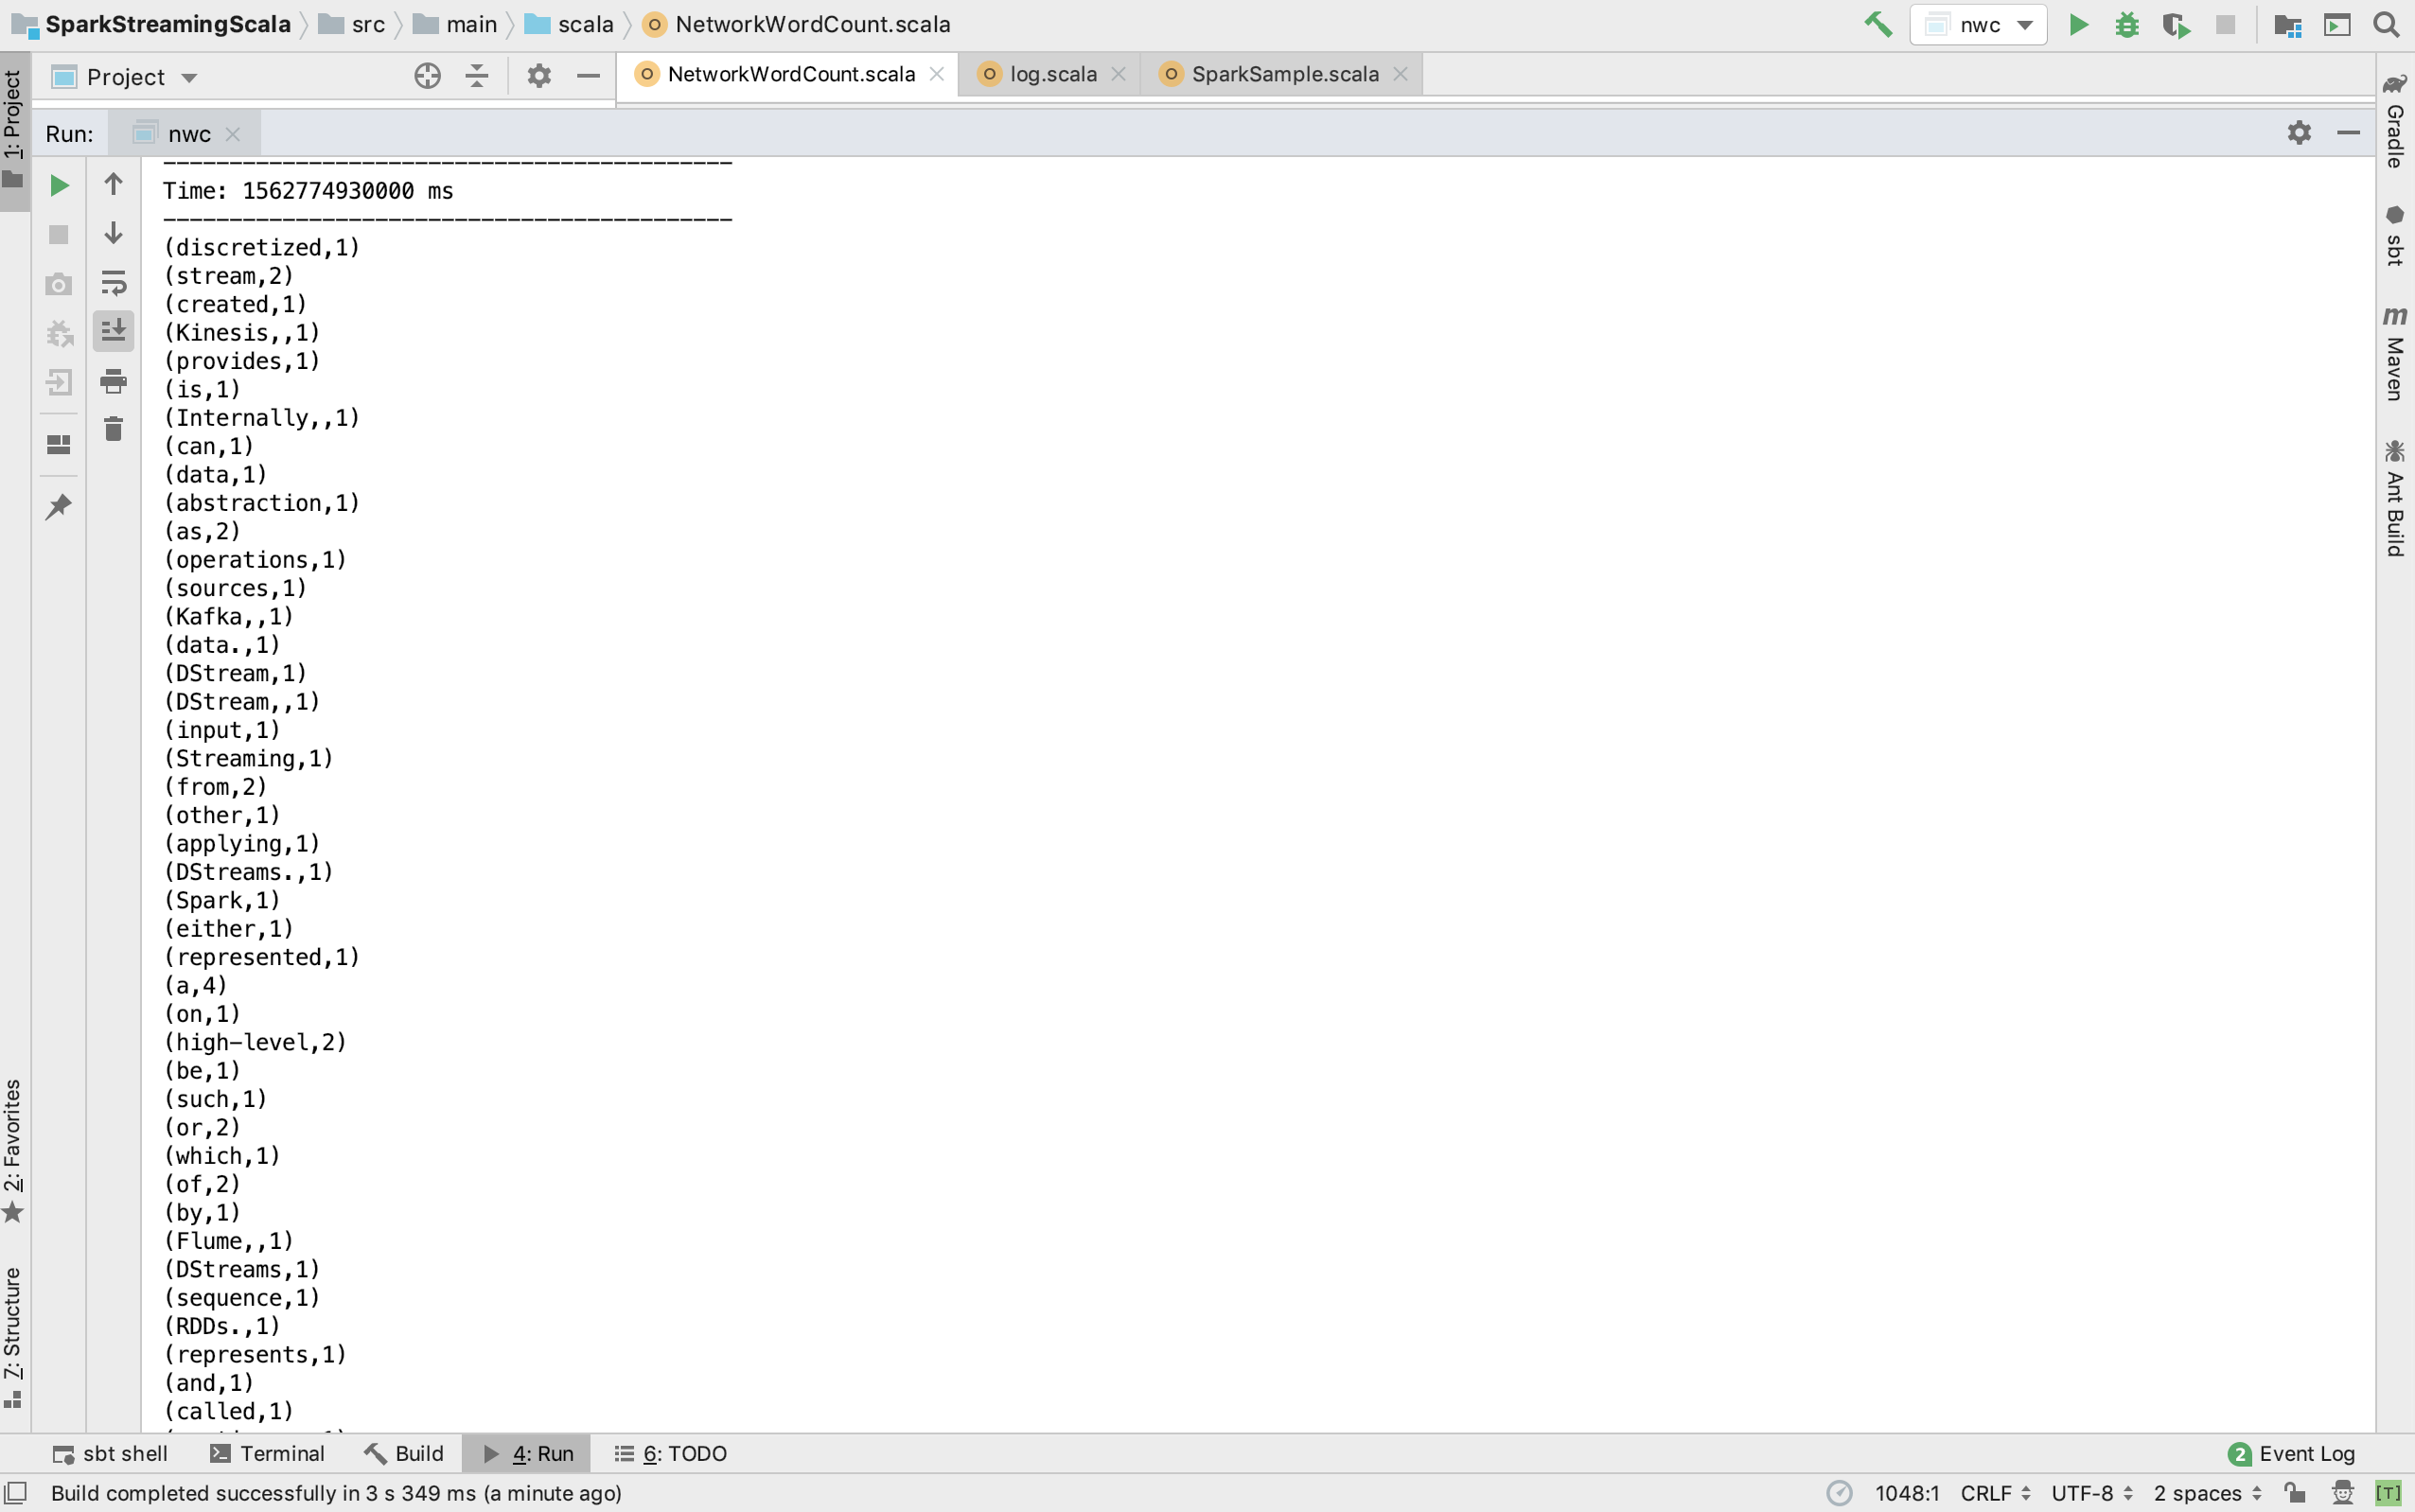 SparkStreamingScala src main scala NetworkWordCount.scala nwc
Project NetworkWordCount.scala log.scala SparkSample.scala
Run: nwc
1: Project
2: Favorites
7: Structure
----------------------------------------
Time: 1562774930000 ms
----------------------------------------
(discretized,1)
(stream,2)
(created,1)
(Kinesis,,1)
(provides,1)
(is,1)
(Internally,,1)
(can,1)
(data,1)
(abstraction,1)
(as,2)
(operations,1)
(sources,1)
(Kafka,,1)
(data.,1)
(DStream,1)
(DStream,,1)
(input,1)
(Streaming,1)
(from,2)
(other,1)
(applying,1)
(DStreams.,1)
(Spark,1)
(either,1)
(represented,1)
(a,4)
(on,1)
(high-level,2)
(be,1)
(such,1)
(or,2)
(which,1)
(of,2)
(by,1)
(Flume,,1)
(DStreams,1)
(sequence,1)
(RDDs.,1)
(represents,1)
(and,1)
(called,1)
Gradle
sbt
m Maven
Ant Build
sbt shell Terminal Build 4: Run 6: TODO 2 Event Log
Build completed successfully in 3 s 349 ms (a minute ago) 1048:1 CRLF UTF-8 2 spaces [T]